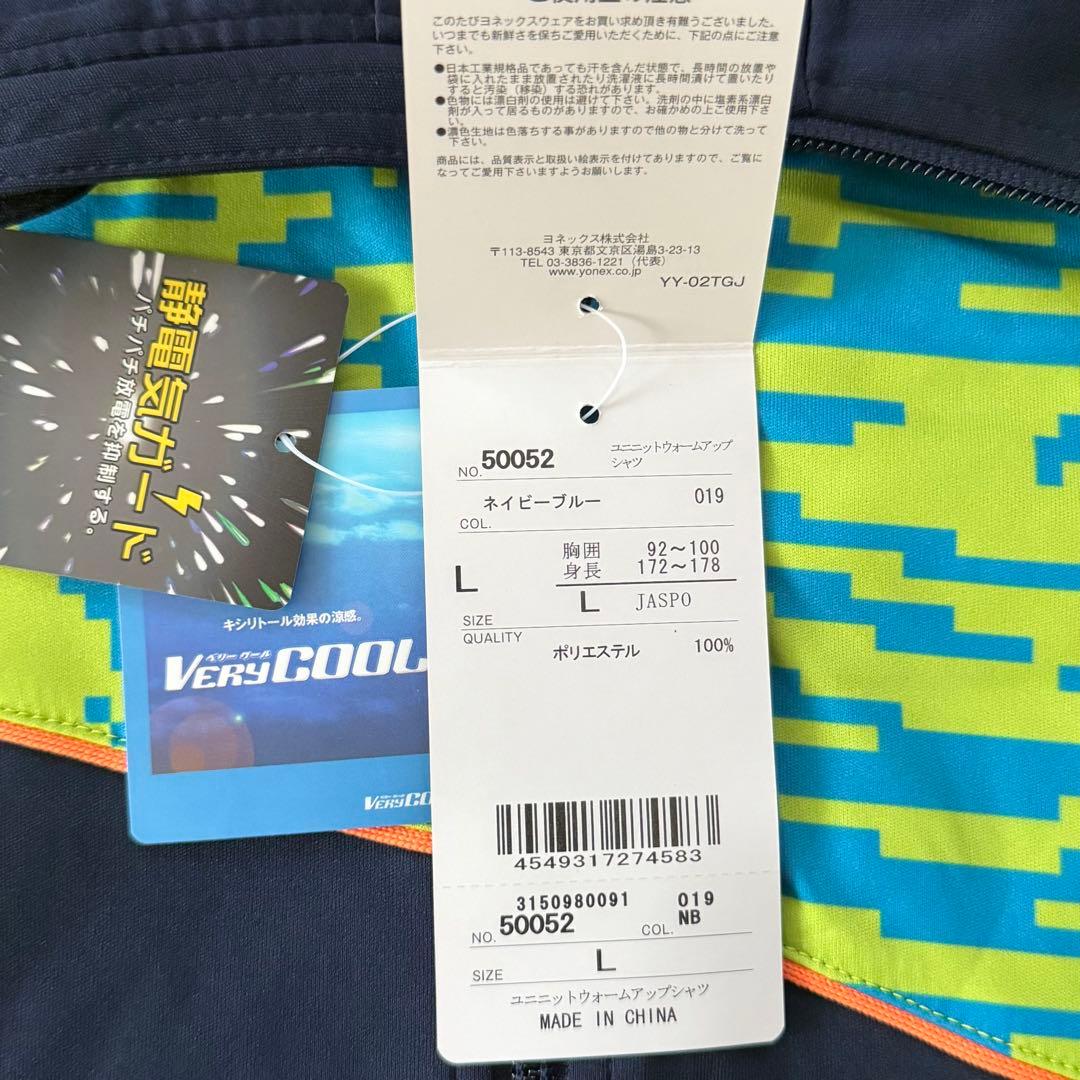 このたびヨネックスウェアをお買い求め頂き有難うございました。
いつまでも新鮮さを保ちご愛用いただくために、下記の点にご注意
下さい。
●日本工業規格品であっても汗を含んだ状態で、長時間の放置や
袋に入れたまま放置されたり洗濯液に長時間漬けて置いたり
すると汚染（移染）する恐れがあります。
●色物には漂白剤の使用は避けて下さい。洗剤の中に塩素系漂白
剤が入って居るものがありますので、お確かめの上ご使用下さ
い。
●濃色生地は色落ちする事がありますので他の物と分けて洗って
下さい。
商品には、品質表示と取扱い絵表示を付けてありますので、ご覧に
なってご愛用下さいますようお願いします。
ヨネックス株式会社
〒113-8543 東京都文京区湯島3-23-13
TEL 03-3836-1221（代表）
www.yonex.co.jp
YY-02TGJ
静電気ガード
パチパチ放電を抑制する。
キシリトール効果の涼感。
ベリー クール
VERYCOOL
VERYCO
NO. 50052 ユニニットウォームアップ
シャツ
ネイビーブルー 019
COL.
胸囲 92〜100
身長 172〜178
L
L JASPO
SIZE
QUALITY
ポリエステル 100%
4549317274583
3150980091 019
NO. 50052 COL. NB
SIZE L
ユニニットウォームアップシャツ
MADE IN CHINA